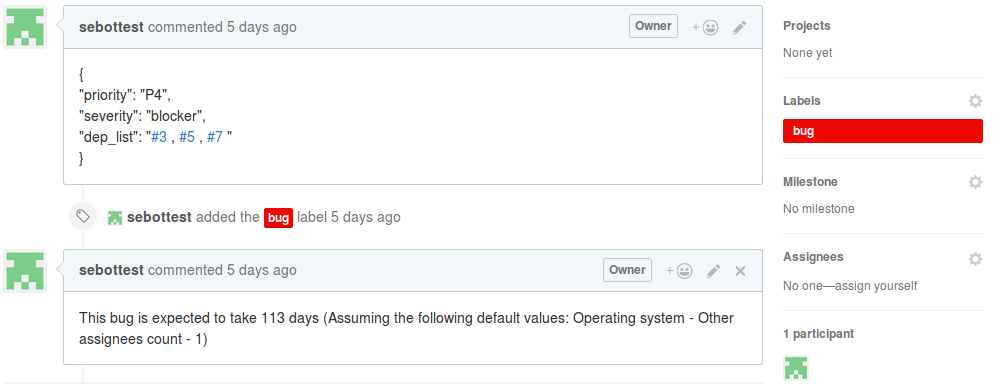 sebottest commented 5 days ago
Owner
{
"priority": "P4",
"severity": "blocker",
"dep_list": "#3 , #5 , #7 "
}
sebottest added the bug label 5 days ago
sebottest commented 5 days ago
Owner
This bug is expected to take 113 days (Assuming the following default values: Operating system - Other
assignees count - 1)
Projects
None yet
Labels
bug
Milestone
No milestone
Assignees
No one—assign yourself
1 participant